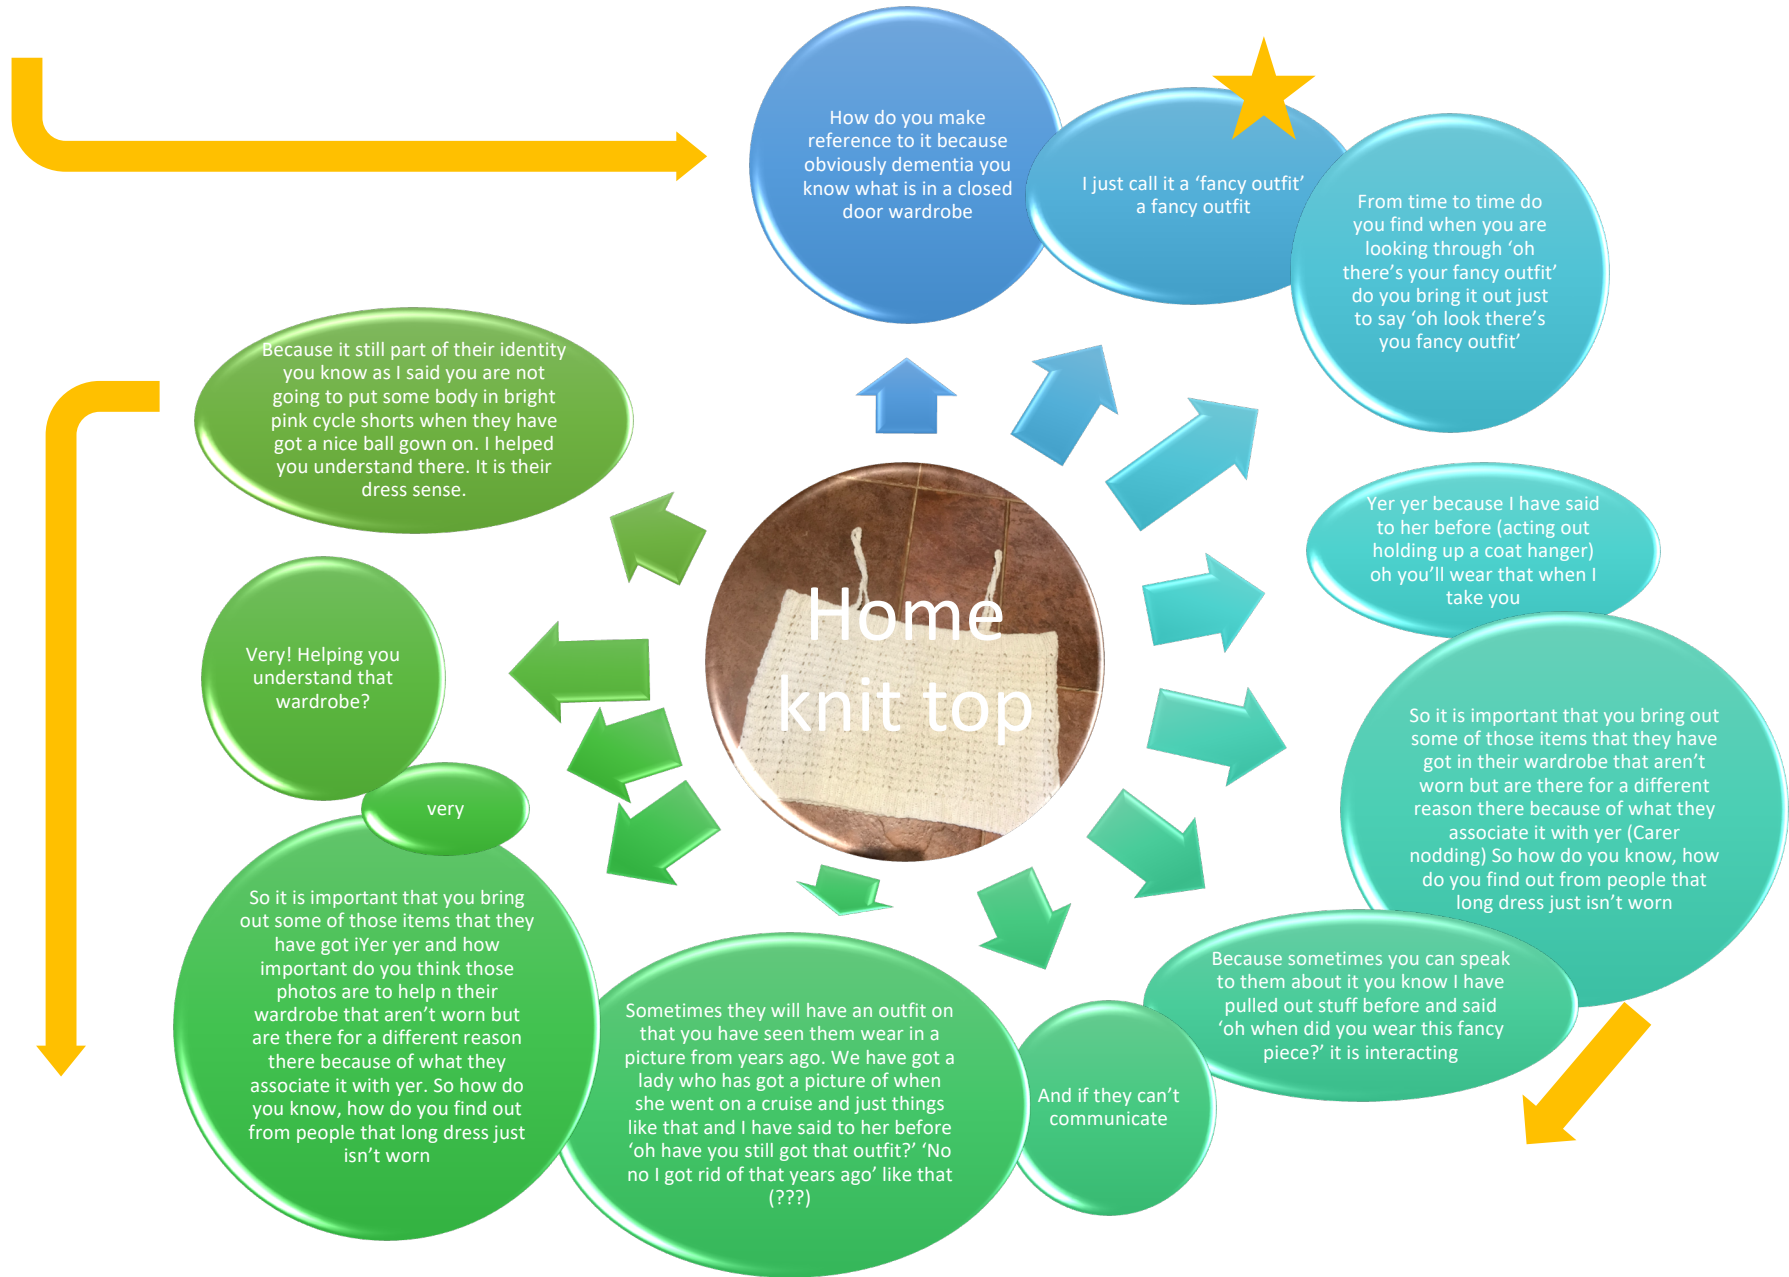 How do you make
reference to it because
obviously dementia you
know what is in a closed
door wardrobe
I just call it a ‘fancy outfit’
a fancy outfit
From time to time do
you find when you are
looking through ‘oh
there’s your fancy outfit’
do you bring it out just
to say ‘oh look there’s
you fancy outfit’
Yer yer because I have said
to her before (acting out
holding up a coat hanger)
oh you’ll wear that when I
take you
So it is important that you bring out
some of those items that they have
got in their wardrobe that aren’t
worn but are there for a different
reason there because of what they
associate it with yer (Carer
nodding) So how do you know, how
do you find out from people that
long dress just isn’t worn
Because sometimes you can speak
to them about it you know I have
pulled out stuff before and said
‘oh when did you wear this fancy
piece?’ it is interacting
And if they can’t
communicate
Sometimes they will have an outfit on
that you have seen them wear in a
picture from years ago. We have got a
lady who has got a picture of when
she went on a cruise and just things
like that and I have said to her before
‘oh have you still got that outfit?’ ‘No
no I got rid of that years ago’ like that
(???)
So it is important that you bring
out some of those items that they
have got iYer yer and how
important do you think those
photos are to help n their
wardrobe that aren’t worn but
are there for a different reason
there because of what they
associate it with yer. So how do
you know, how do you find out
from people that long dress just
isn’t worn
very
Very! Helping you
understand that
wardrobe?
Because it still part of their identity
you know as I said you are not
going to put some body in bright
pink cycle shorts when they have
got a nice ball gown on. I helped
you understand there. It is their
dress sense.
Home
knit top